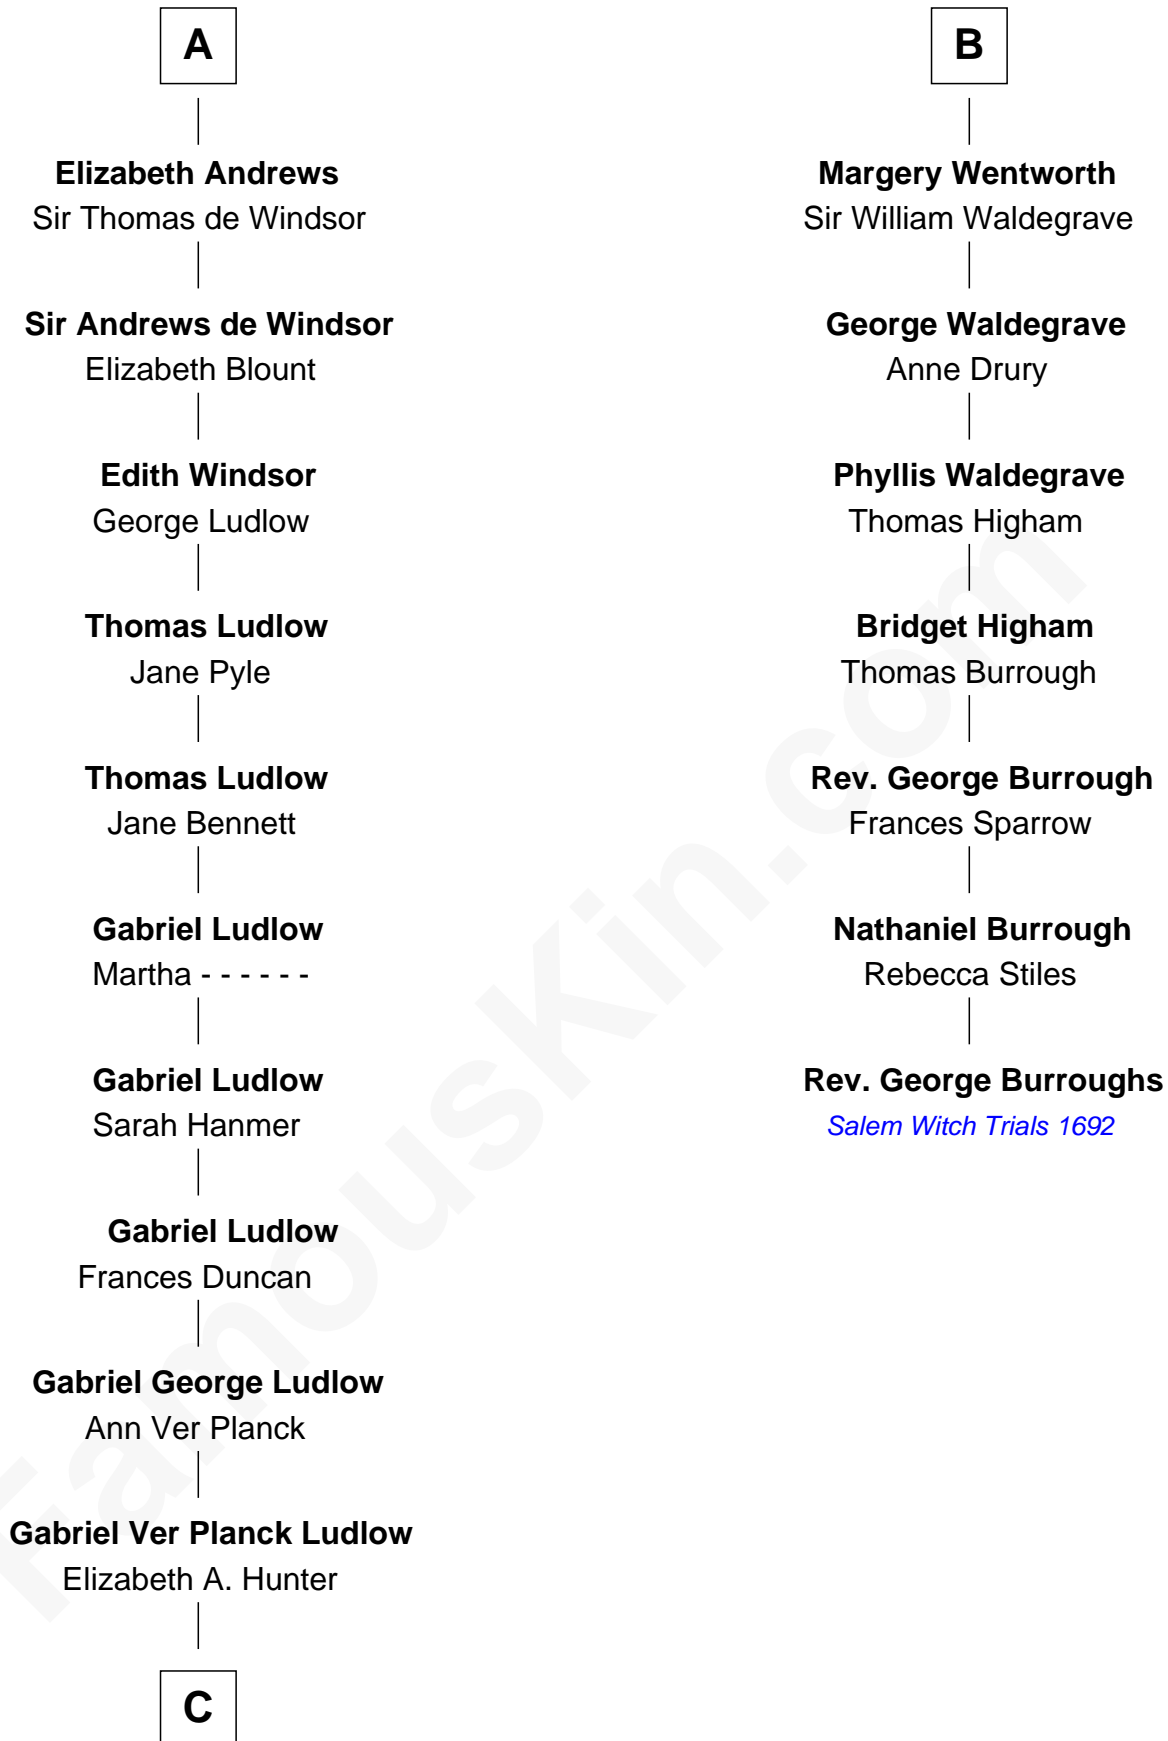 A
Elizabeth Andrews
Sir Thomas de Windsor
Sir Andrews de Windsor
Elizabeth Blount
Edith Windsor
George Ludlow
Thomas Ludlow
Jane Pyle
Thomas Ludlow
Jane Bennett
Gabriel Ludlow
Martha - - - - - -
Gabriel Ludlow
Sarah Hanmer
Gabriel Ludlow
Frances Duncan
Gabriel George Ludlow
Ann Ver Planck
Gabriel Ver Planck Ludlow
Elizabeth A. Hunter
C
B
Margery Wentworth
Sir William Waldegrave
George Waldegrave
Anne Drury
Phyllis Waldegrave
Thomas Higham
Bridget Higham
Thomas Burrough
Rev. George Burrough
Frances Sparrow
Nathaniel Burrough
Rebecca Stiles
Rev. George Burroughs
Salem Witch Trials 1692
FamousKin.com